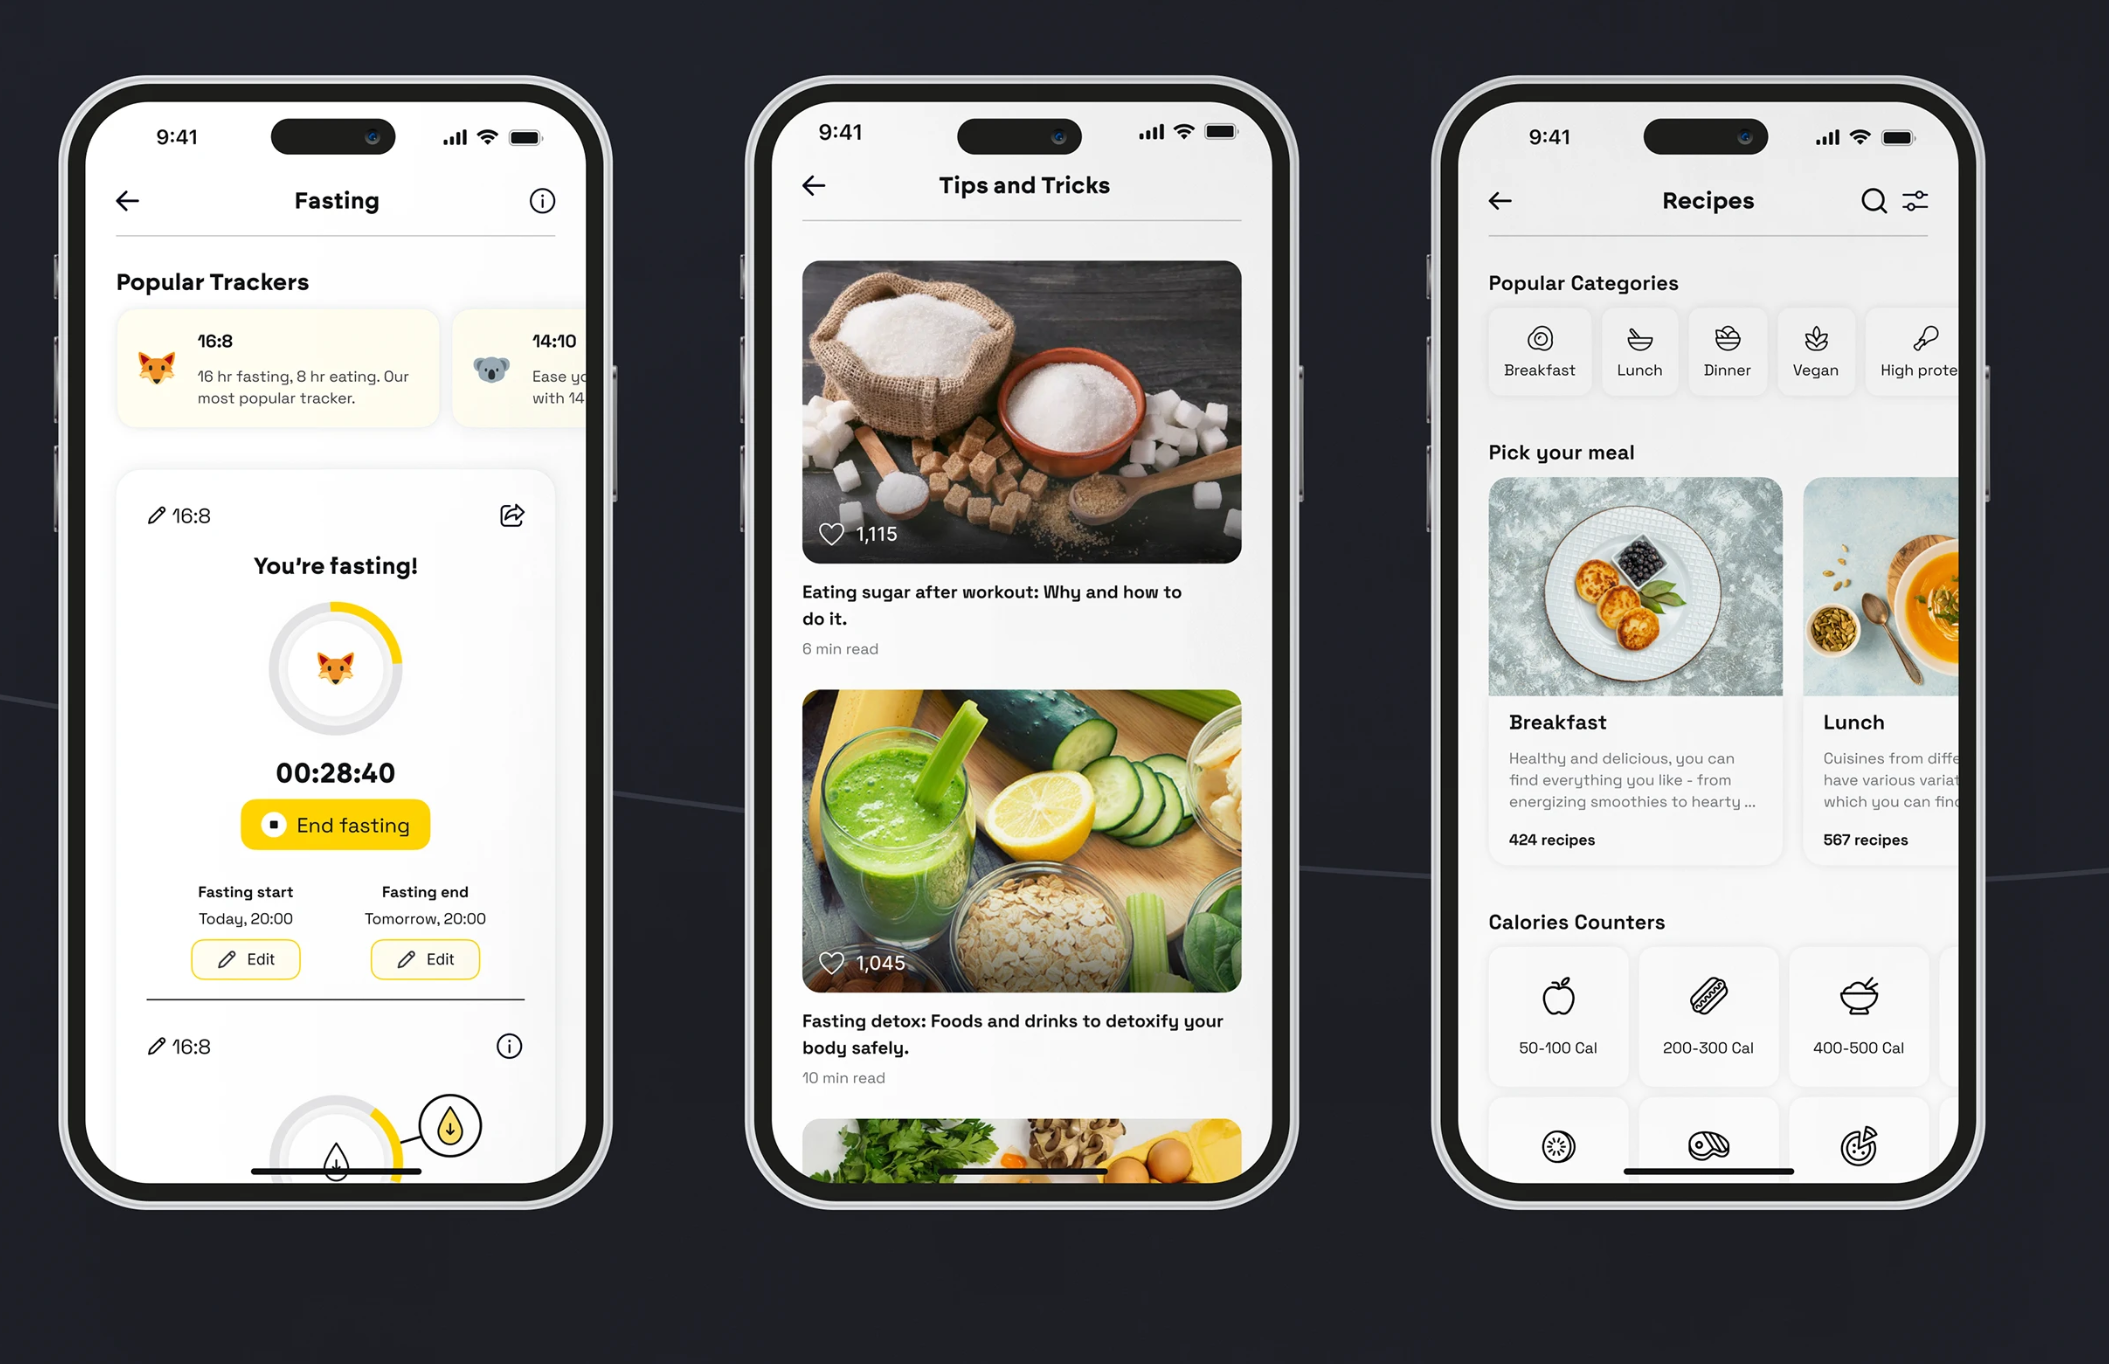 9:41
Fasting
Popular Trackers
16:8
16 hr fasting, 8 hr eating. Our
most popular tracker.
14:10
Ease yo
with 14
16:8
You're fasting!
00:28:40
End fasting
Fasting start
Today, 20:00
Edit
Fasting end
Tomorrow, 20:00
Edit
16:8
9:41
Tips and Tricks
1,115
Eating sugar after workout: Why and how to
do it.
6 min read
1,045
Fasting detox: Foods and drinks to detoxify your
body safely.
10 min read
9:41
Recipes
Popular Categories
Breakfast
Lunch
Dinner
Vegan
High prote
Pick your meal
Breakfast
Healthy and delicious, you can
find everything you like - from
energizing smoothies to hearty ...
424 recipes
Lunch
Cuisines from diffe
have various variat
which you can find
567 recipes
Calories Counters
50-100 Cal
200-300 Cal
400-500 Cal